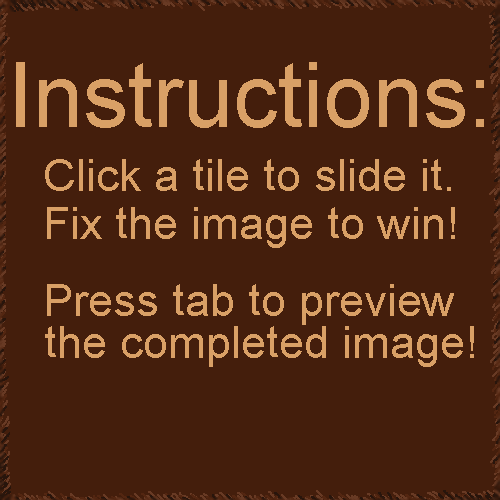 Instructions:
Click a tile to slide it.
Fix the image to win!
Press tab to preview
the completed image!